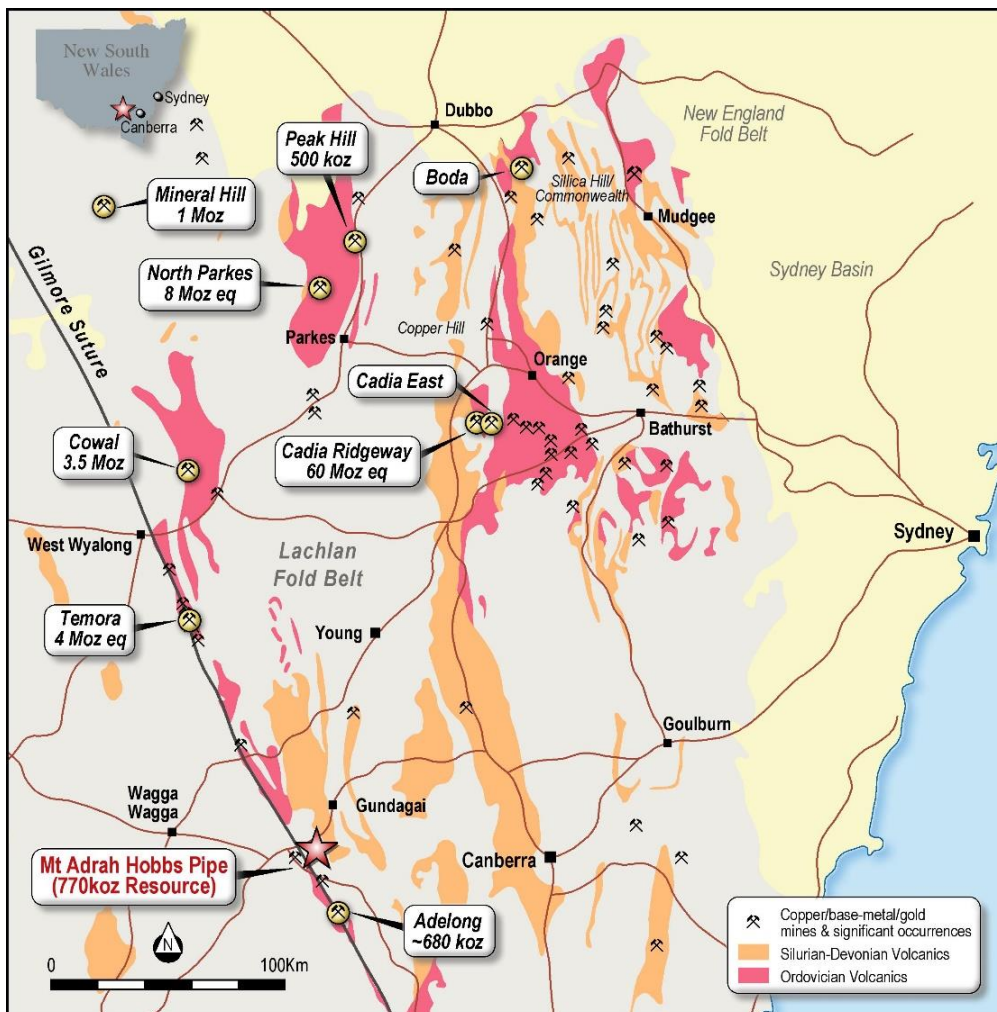 New South
Wales
Sydney
Canberra
Dubbo
New England
Fold Belt
Peak Hill
500 koz
Boda
Sillica Hill/
Commonwealth
Mineral Hill
1 Moz
Mudgee
Gilmore Suture
North Parkes
8 Moz eq
Sydney Basin
Parkes
Copper Hill
Orange
Cadia East
Bathurst
Cowal
3.5 Moz
Cadia Ridgeway
60 Moz eq
West Wyalong
Sydney
Lachlan
Fold Belt
Temora
4 Moz eq
Young
Goulburn
Wagga
Wagga
Gundagai
Canberra
Mt Adrah Hobbs Pipe
(770koz Resource)
Adelong
~680 koz
N
0
100Km
Copper/base-metal/gold
mines & significant occurrences
Silurian-Devonian Volcanics
Ordovician Volcanics